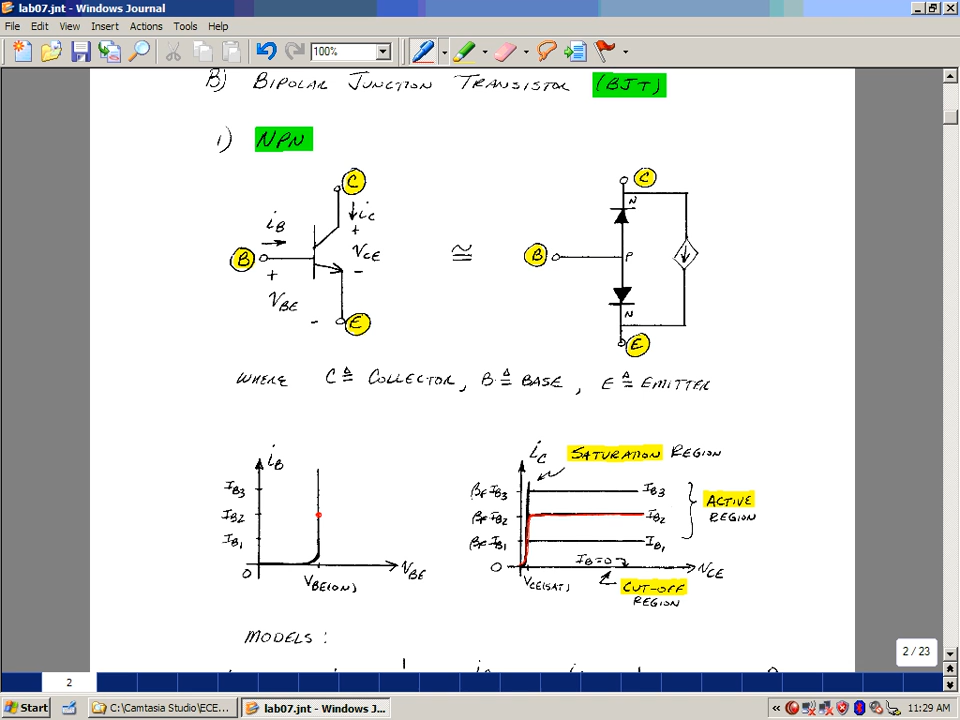 lab07.jnt - Windows Journal
File Edit View Insert Actions Tools Help
100%
B) BIPOLAR JUNCTION TRANSISTOR (BJT)
1) NPN
C
iB
iC
+
VCE
-
B
+
VBE
-
E
≅
C
N
B
P
N
E
WHERE C ≜ COLLECTOR, B ≜ BASE, E ≜ EMITTER
iB
IB3
IB2
IB1
0
VBE(ON)
VBE
iC
SATURATION REGION
βF IB3
IB3
βF IB2
IB2
βF IB1
IB1
ACTIVE
REGION
0
IB=0
VCE(SAT)
VCE
CUT-OFF
REGION
MODELS:
2 / 23
2
Start
C:\Camtasia Studio\ECE...
lab07.jnt - Windows J...
11:29 AM